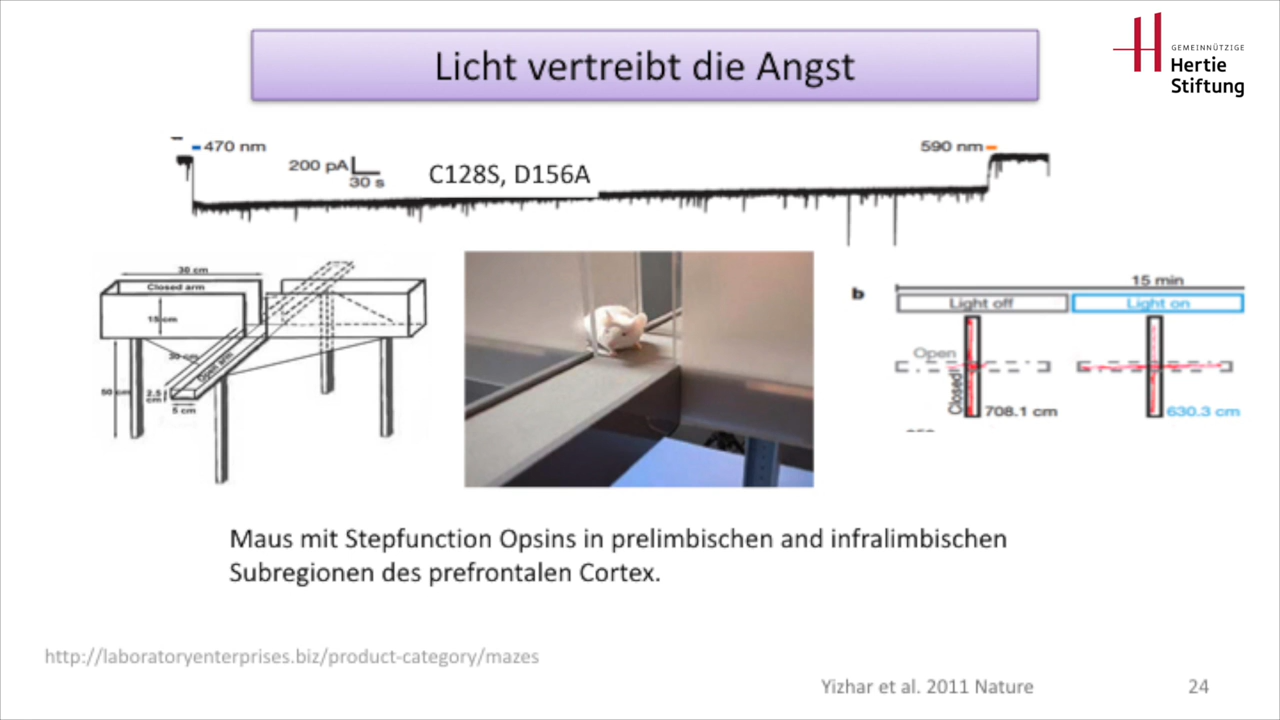 Licht vertreibt die Angst
GEMEINNÜTZIGE
Hertie
Stiftung
470 nm
200 pA
30 s
C128S, D156A
590 nm
30 cm
Closed arm
15 cm
30 cm
Open arm
50 cm
2.5
cm
5 cm
b
15 min
Light off
Light on
Open
Closed
708.1 cm
630.3 cm
Maus mit Stepfunction Opsins in prelimbischen and infralimbischen
Subregionen des prefrontalen Cortex.
http://laboratoryenterprises.biz/product-category/mazes
Yizhar et al. 2011 Nature
24